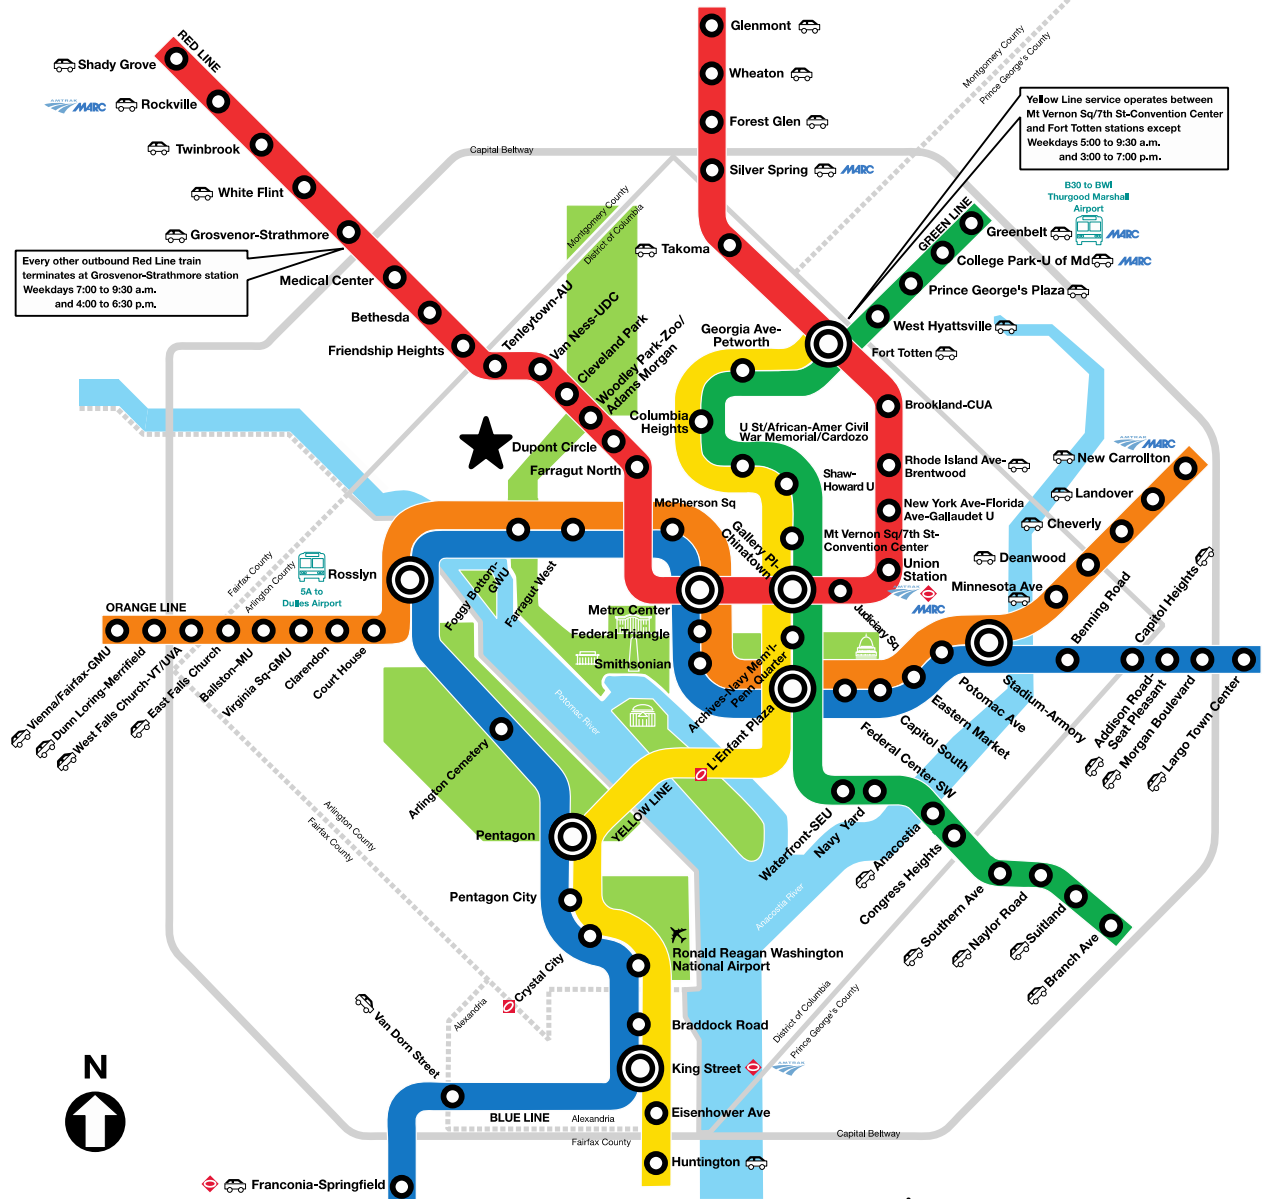 RED LINE
Shady Grove
AMTRAK
MARC
Rockville
Twinbrook
White Flint
Grosvenor-Strathmore
Every other outbound Red Line train
terminates at Grosvenor-Strathmore station
Weekdays 7:00 to 9:30 a.m.
and 4:00 to 6:30 p.m.
Medical Center
Bethesda
Friendship Heights
Tenleytown-AU
Van Ness-UDC
Cleveland Park
Woodley Park-Zoo/
Adams Morgan
Dupont Circle
Farragut North
Capital Beltway
Montgomery County
District of Columbia
Glenmont
Wheaton
Forest Glen
Silver Spring
MARC
Takoma
Montgomery County
Prince George's County
Yellow Line service operates between
Mt Vernon Sq/7th St-Convention Center
and Fort Totten stations except
Weekdays 5:00 to 9:30 a.m.
and 3:00 to 7:00 p.m.
B30 to BWI
Thurgood Marshall
Airport
GREEN LINE
Greenbelt
MARC
College Park-U of Md
MARC
Prince George's Plaza
West Hyattsville
Fort Totten
Georgia Ave-
Petworth
Columbia
Heights
U St/African-Amer Civil
War Memorial/Cardozo
Shaw-
Howard U
Mt Vernon Sq/7th St-
Convention Center
Brookland-CUA
Rhode Island Ave-
Brentwood
New York Ave-Florida
Ave-Gallaudet U
Union
Station
AMTRAK
MARC
Judiciary Sq
Gallery Pl-
Chinatown
McPherson Sq
Metro Center
Federal Triangle
Smithsonian
Archives-Navy Mem'l-
Penn Quarter
L'Enfant Plaza
AMTRAK
MARC
New Carrollton
Landover
Cheverly
Deanwood
Minnesota Ave
Benning Road
Capitol Heights
Addison Road-
Seat Pleasant
Morgan Boulevard
Largo Town Center
Stadium-Armory
Potomac Ave
Eastern Market
Capitol South
Federal Center SW
Fairfax County
Arlington County
Rosslyn
5A to
Dulles Airport
ORANGE LINE
Vienna/Fairfax-GMU
Dunn Loring-Merrifield
West Falls Church-VT/UVA
East Falls Church
Ballston-MU
Virginia Sq-GMU
Clarendon
Court House
Foggy Bottom-
GWU
Farragut West
Potomac River
Arlington Cemetery
Pentagon
YELLOW LINE
Arlington County
Fairfax County
Pentagon City
Crystal City
Ronald Reagan Washington
National Airport
Waterfront-SEU
Navy Yard
Anacostia
Congress Heights
Southern Ave
Naylor Road
Suitland
Branch Ave
Anacostia River
District of Columbia
Prince George's County
Alexandria
Van Dorn Street
Braddock Road
King Street
AMTRAK
BLUE LINE
Alexandria
Fairfax County
Eisenhower Ave
Huntington
Capital Beltway
Franconia-Springfield
N